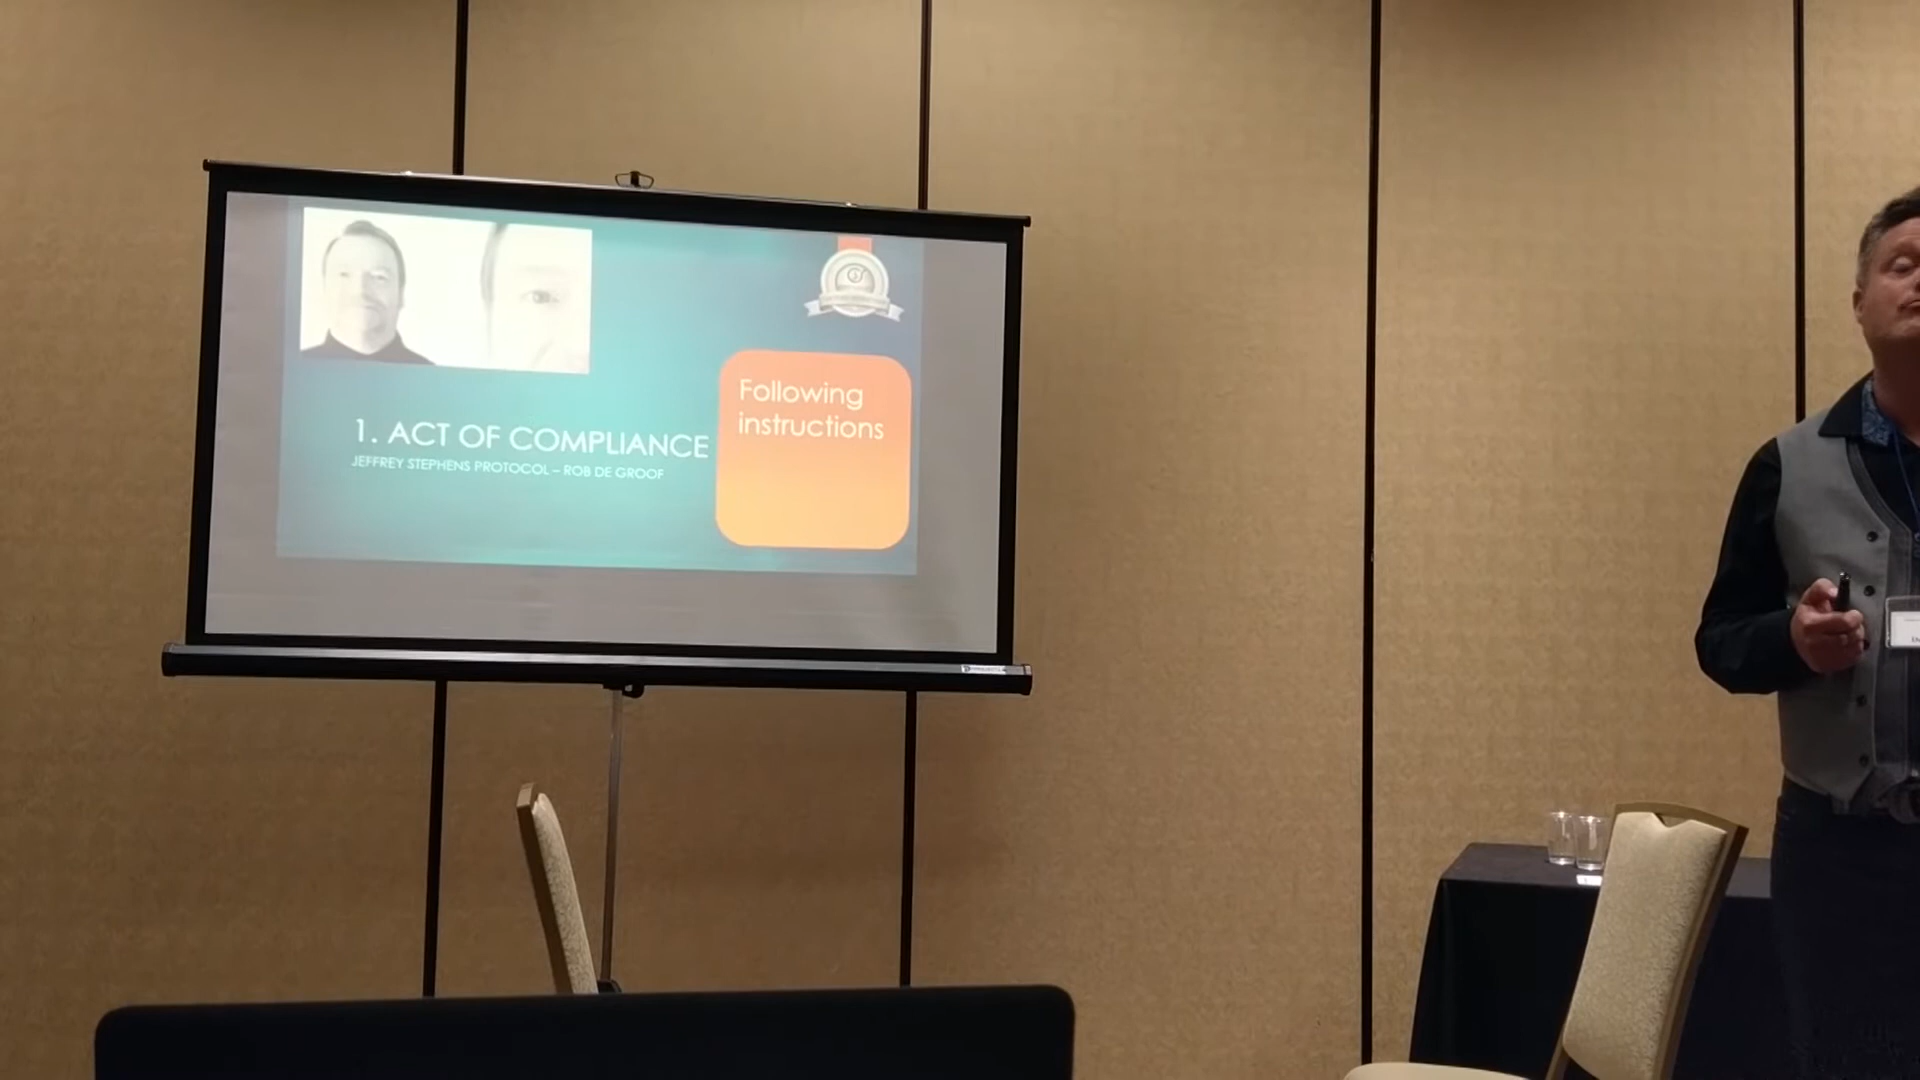 1. ACT OF COMPLIANCE
JEFFREY STEPHENS PROTOCOL – ROB DE GROOF
Following
instructions